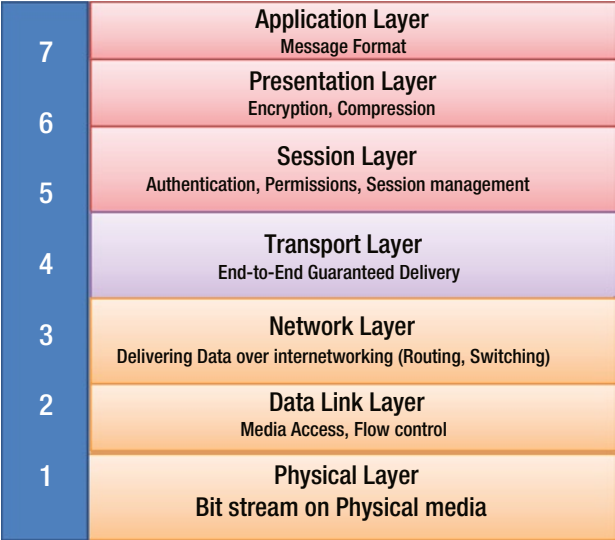 7
Application Layer
Message Format
6
Presentation Layer
Encryption, Compression
5
Session Layer
Authentication, Permissions, Session management
4
Transport Layer
End-to-End Guaranteed Delivery
3
Network Layer
Delivering Data over internetworking (Routing, Switching)
2
Data Link Layer
Media Access, Flow control
1
Physical Layer
Bit stream on Physical media